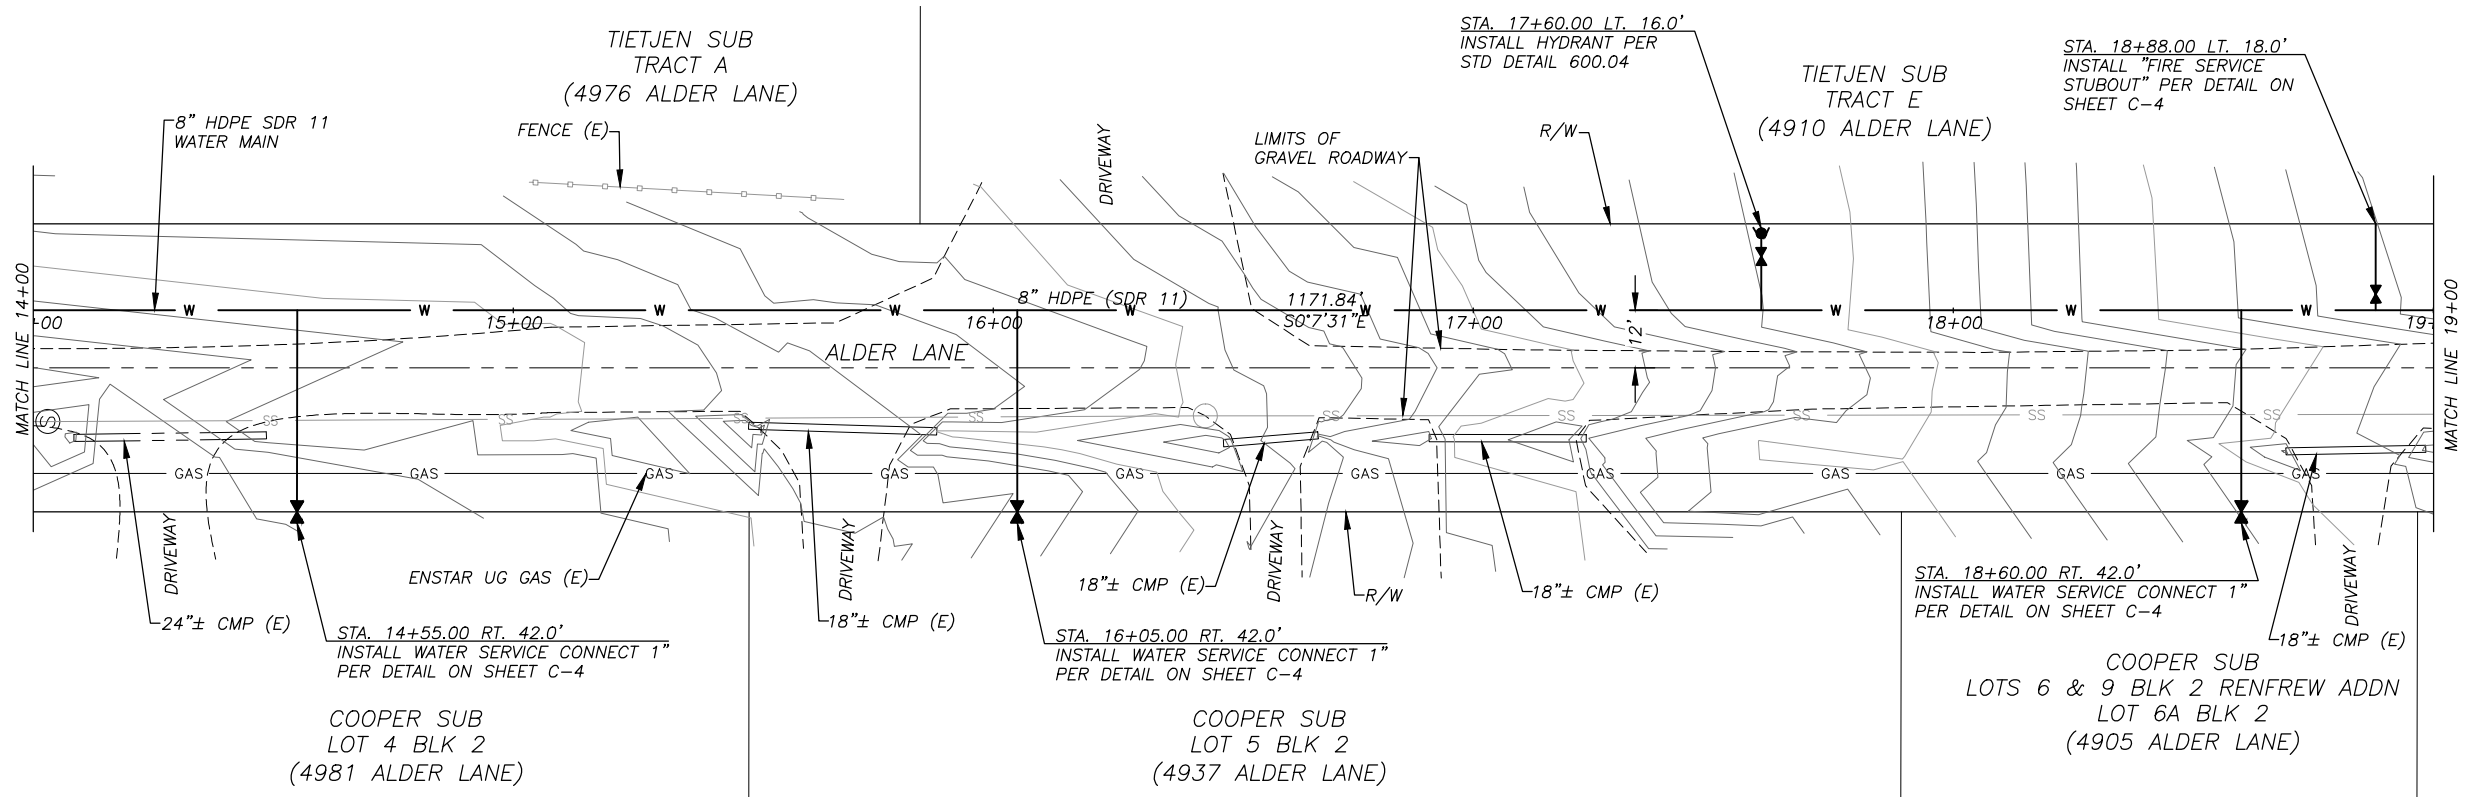 TIETJEN SUB
TRACT A
(4976 ALDER LANE)
STA. 17+60.00 LT. 16.0'
INSTALL HYDRANT PER
STD DETAIL 600.04
TIETJEN SUB
TRACT E
(4910 ALDER LANE)
STA. 18+88.00 LT. 18.0'
INSTALL "FIRE SERVICE
STUBOUT" PER DETAIL ON
SHEET C-4
8" HDPE SDR 11
WATER MAIN
FENCE (E)
DRIVEWAY
LIMITS OF
GRAVEL ROADWAY
R/W
MATCH LINE 14+00
MATCH LINE 19+00
W
W
W
W
8" HDPE (SDR 11)
W
1171.84'
S0°7'31"E
W
W
W
W
W
-00
15+00
16+00
17+00
18+00
19+
12'
ALDER LANE
S
SS
SS
SS
SS
SS
SS
SS
SS
SS
GAS
GAS
GAS
GAS
GAS
GAS
GAS
GAS
GAS
GAS
DRIVEWAY
DRIVEWAY
DRIVEWAY
DRIVEWAY
24"± CMP (E)
ENSTAR UG GAS (E)
18"± CMP (E)
18"± CMP (E)
R/W
18"± CMP (E)
18"± CMP (E)
STA. 14+55.00 RT. 42.0'
INSTALL WATER SERVICE CONNECT 1"
PER DETAIL ON SHEET C-4
STA. 16+05.00 RT. 42.0'
INSTALL WATER SERVICE CONNECT 1"
PER DETAIL ON SHEET C-4
STA. 18+60.00 RT. 42.0'
INSTALL WATER SERVICE CONNECT 1"
PER DETAIL ON SHEET C-4
COOPER SUB
LOT 4 BLK 2
(4981 ALDER LANE)
COOPER SUB
LOT 5 BLK 2
(4937 ALDER LANE)
COOPER SUB
LOTS 6 & 9 BLK 2 RENFREW ADDN
LOT 6A BLK 2
(4905 ALDER LANE)